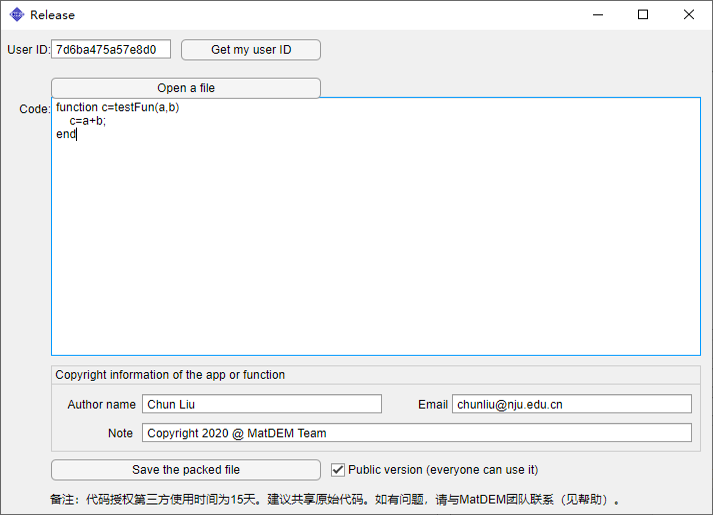 Release
User ID: 7d6ba475a57e8d0 Get my user ID
Open a file
Code: function c=testFun(a,b)
c=a+b;
end
Copyright information of the app or function
Author name Chun Liu Email chunliu@nju.edu.cn
Note Copyright 2020 @ MatDEM Team
Save the packed file Public version (everyone can use it)
备注：代码授权第三方使用时间为15天。建议共享原始代码。如有问题，请与MatDEM团队联系（见帮助）。